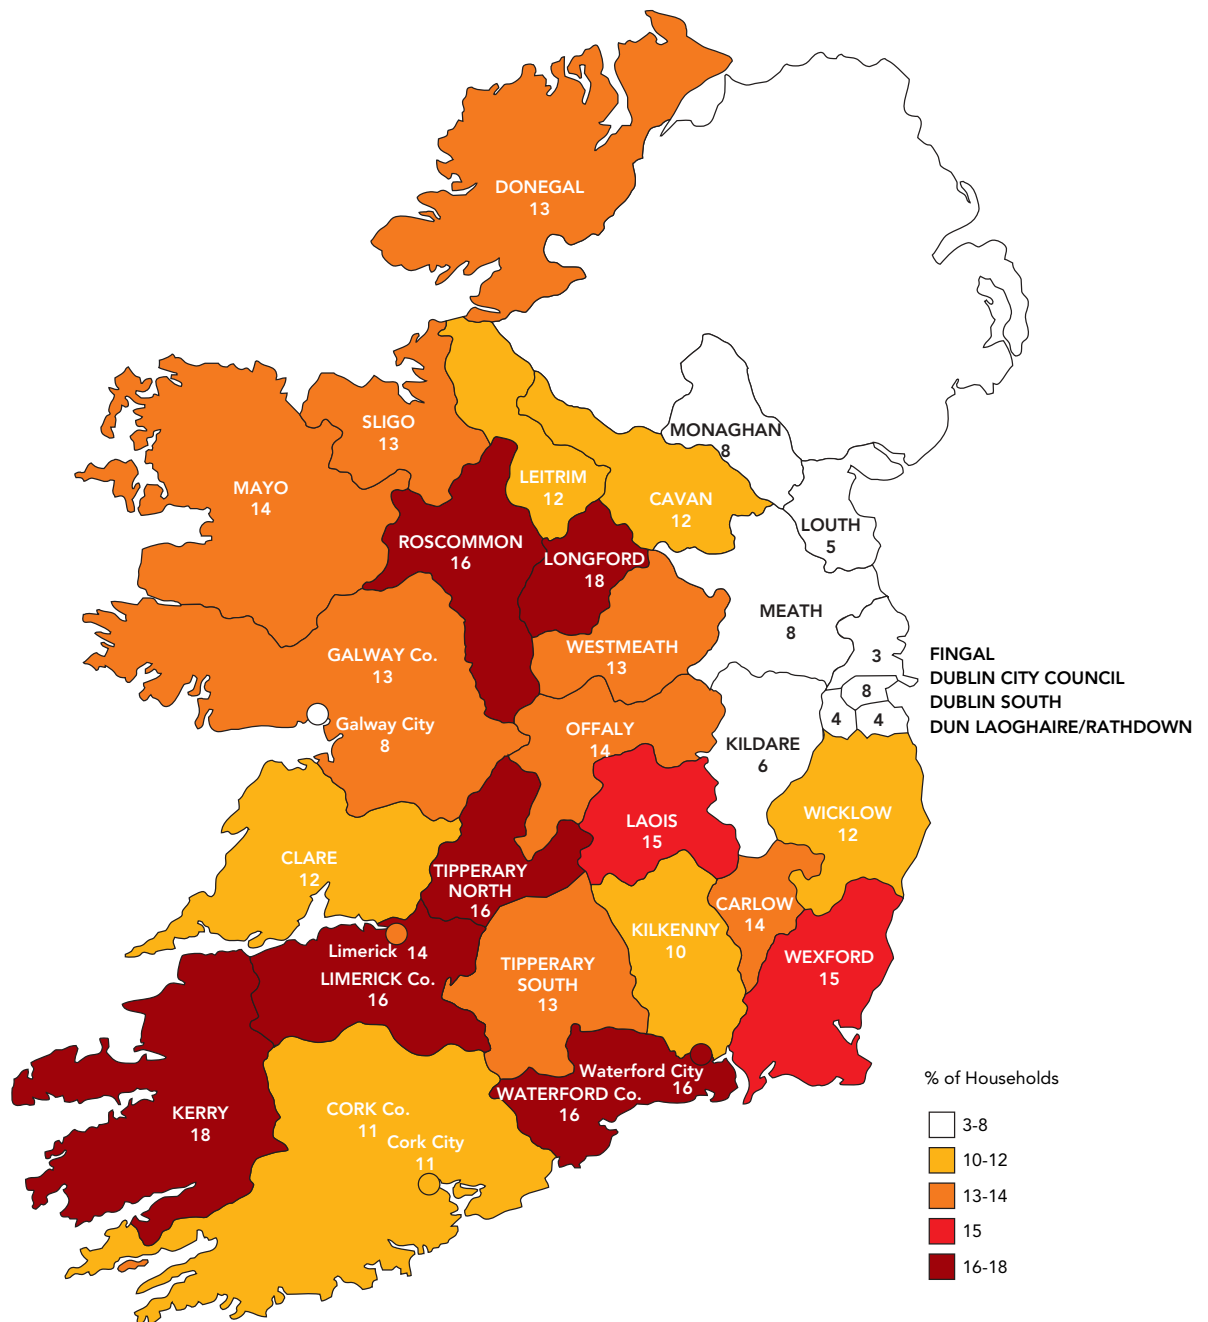 DONEGAL
13
MONAGHAN
8
SLIGO
13
LEITRIM
12
MAYO
14
CAVAN
12
LOUTH
5
ROSCOMMON
16
LONGFORD
18
MEATH
8
WESTMEATH
13
GALWAY Co.
13
3
FINGAL
DUBLIN CITY COUNCIL
8
DUBLIN SOUTH
4
4
DUN LAOGHAIRE/RATHDOWN
Galway City
8
OFFALY
14
KILDARE
6
LAOIS
15
WICKLOW
12
CLARE
12
TIPPERARY
NORTH
16
CARLOW
14
KILKENNY
10
Limerick 14
LIMERICK Co.
16
TIPPERARY
SOUTH
13
WEXFORD
15
Waterford City
16
WATERFORD Co.
16
KERRY
18
CORK Co.
11
Cork City
11
% of Households
3-8
10-12
13-14
15
16-18